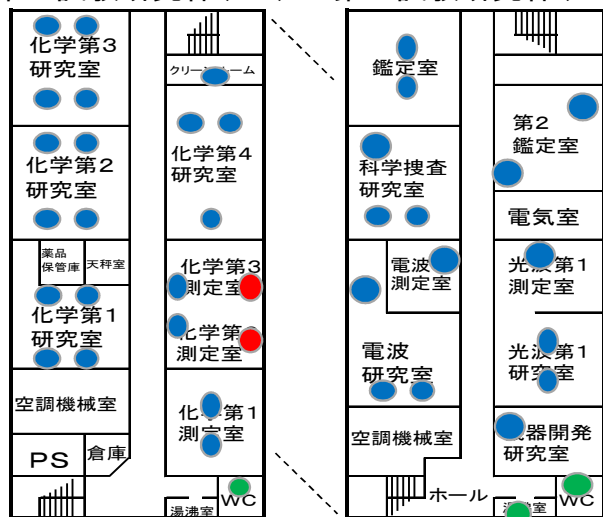 化学第3
研究室
クリーンルーム
化学第2
研究室
化学第4
研究室
薬品
保管庫
天秤室
化学第3
測定室
化学第1
研究室
測定室
空調機械室
化学第1
測定室
PS
倉庫
湯沸室
WC
鑑定室
第2
鑑定室
科学捜査
研究室
電気室
電波
測定室
光波第1
測定室
電波
研究室
光波第1
研究室
空調機械室
器開発
研究室
ホール
WC